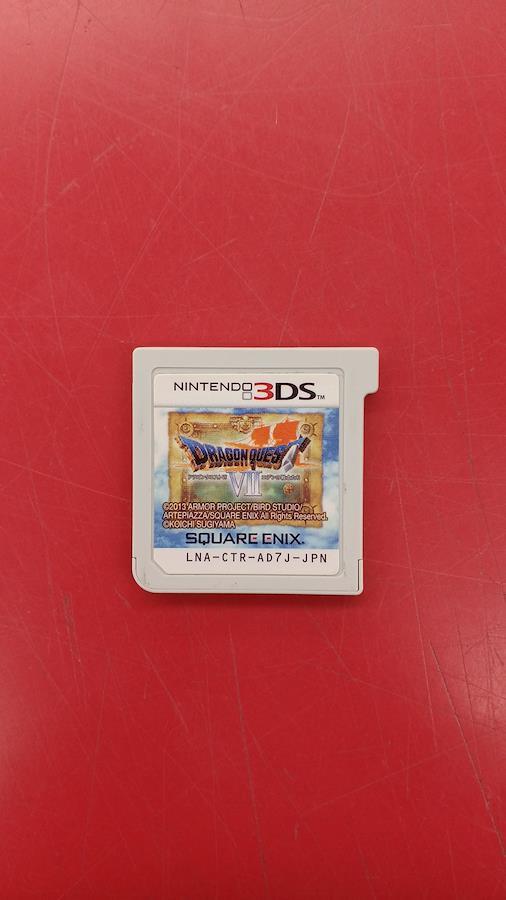 NINTENDO 3DS™
DRAGON QUEST
VII
©2013 ARMOR PROJECT/BIRD STUDIO/
ARTEPIAZZA/SQUARE ENIX All Rights Reserved.
©KOICHI SUGIYAMA
SQUARE ENIX.
LNA-CTR-AD7J-JPN